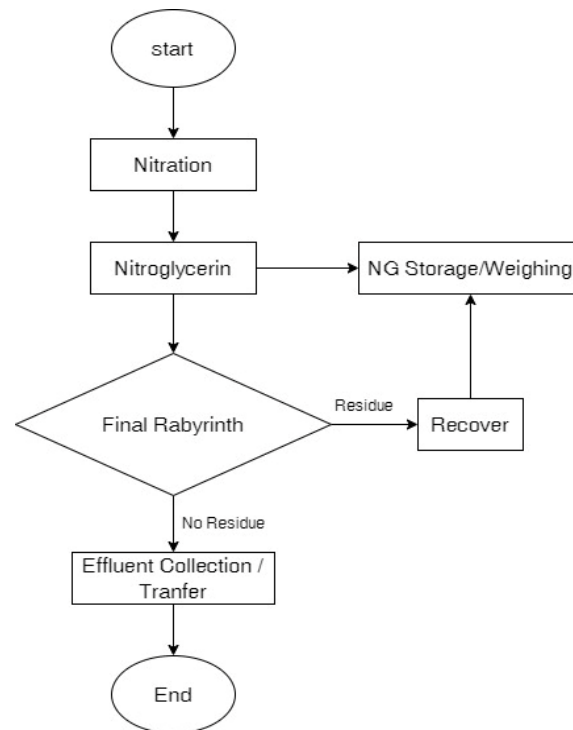 start
Nitration
Nitroglycerin
NG Storage/Weighing
Final Rabyrinth
Residue
Recover
No Residue
Effluent Collection /
Tranfer
End